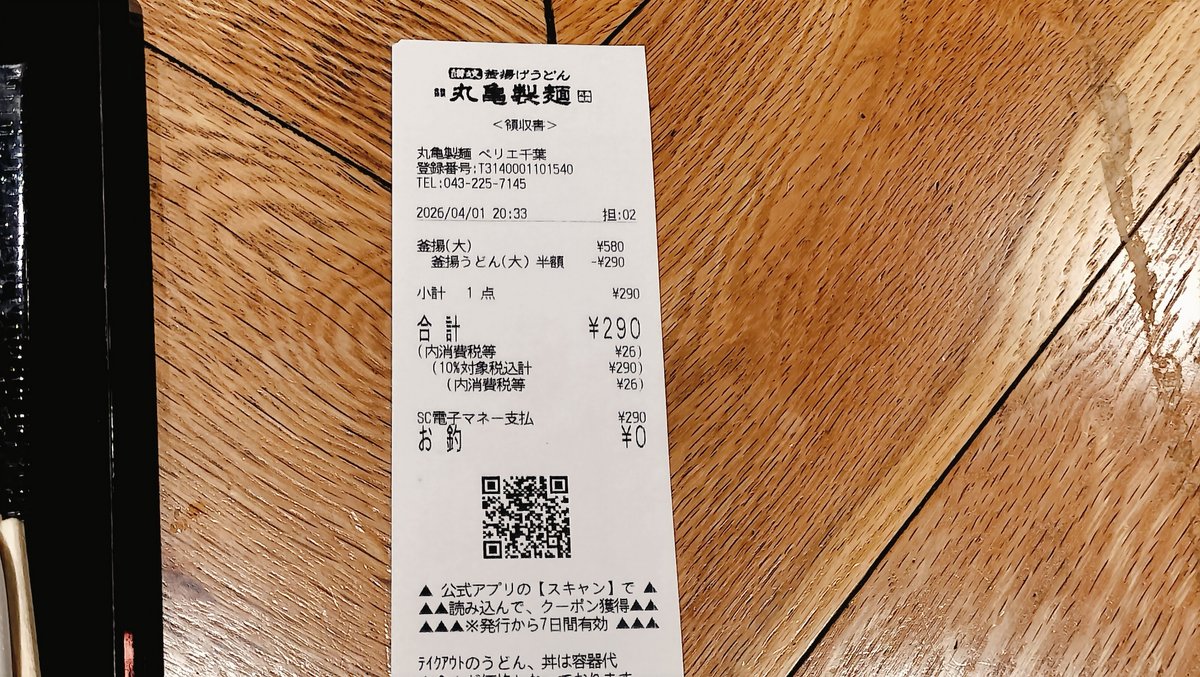 讃岐 釜揚げうどん
丸亀製麺
<領収書>
丸亀製麺 ペリエ千葉
登録番号:T3140001101540
TEL:043-225-7145
2026/04/01 20:33 担:02
釜揚(大) ¥580
釜揚うどん(大) 半額 -¥290
小計 1 点 ¥290
合計 ¥290
(内消費税等 ¥26)
(10%対象税込計 ¥290)
(内消費税等 ¥26)
SC電子マネー支払 ¥290
お釣 ¥0
▲ 公式アプリの【スキャン】で ▲
▲▲読み込んで、クーポン獲得▲▲
▲▲▲※発行から7日間有効 ▲▲▲
テイクアウトのうどん、丼は容器代